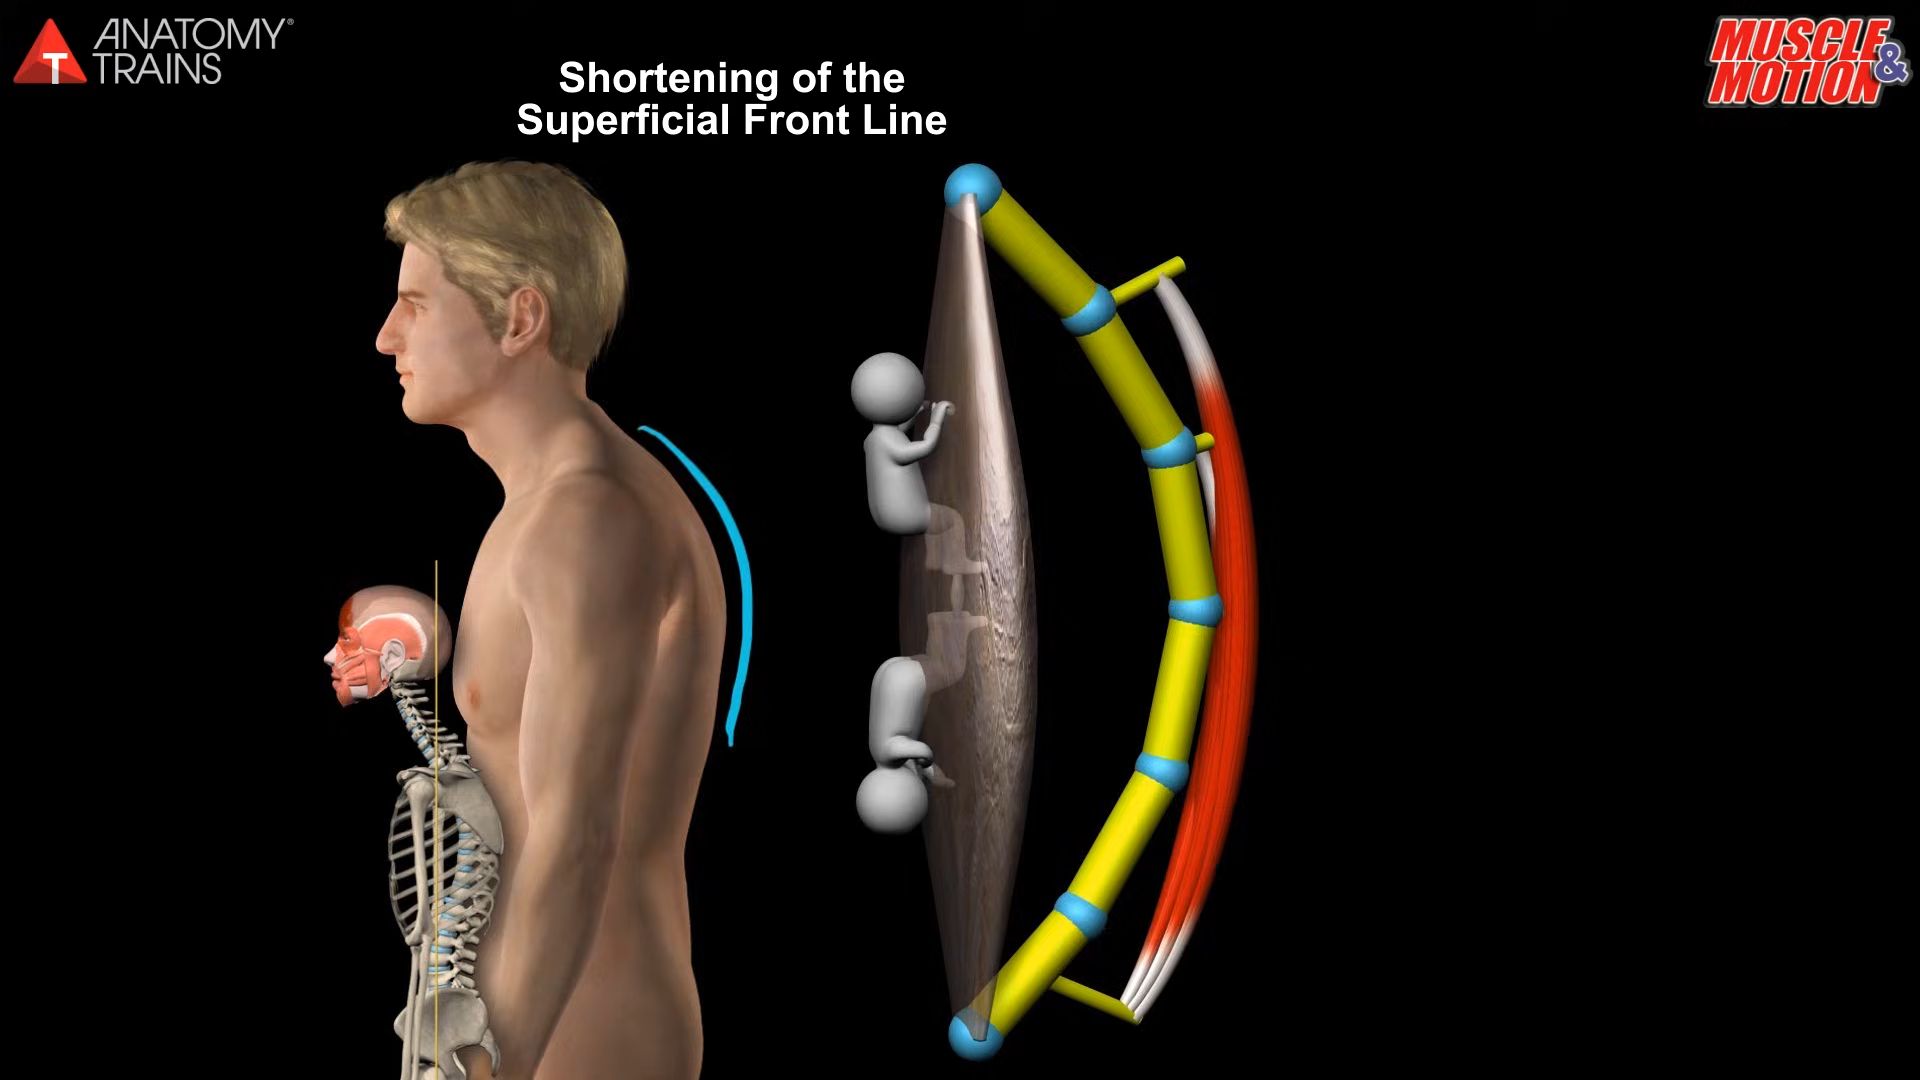 ANATOMY®
TRAINS
T
MUSCLE &
MOTION
Shortening of the
Superficial Front Line